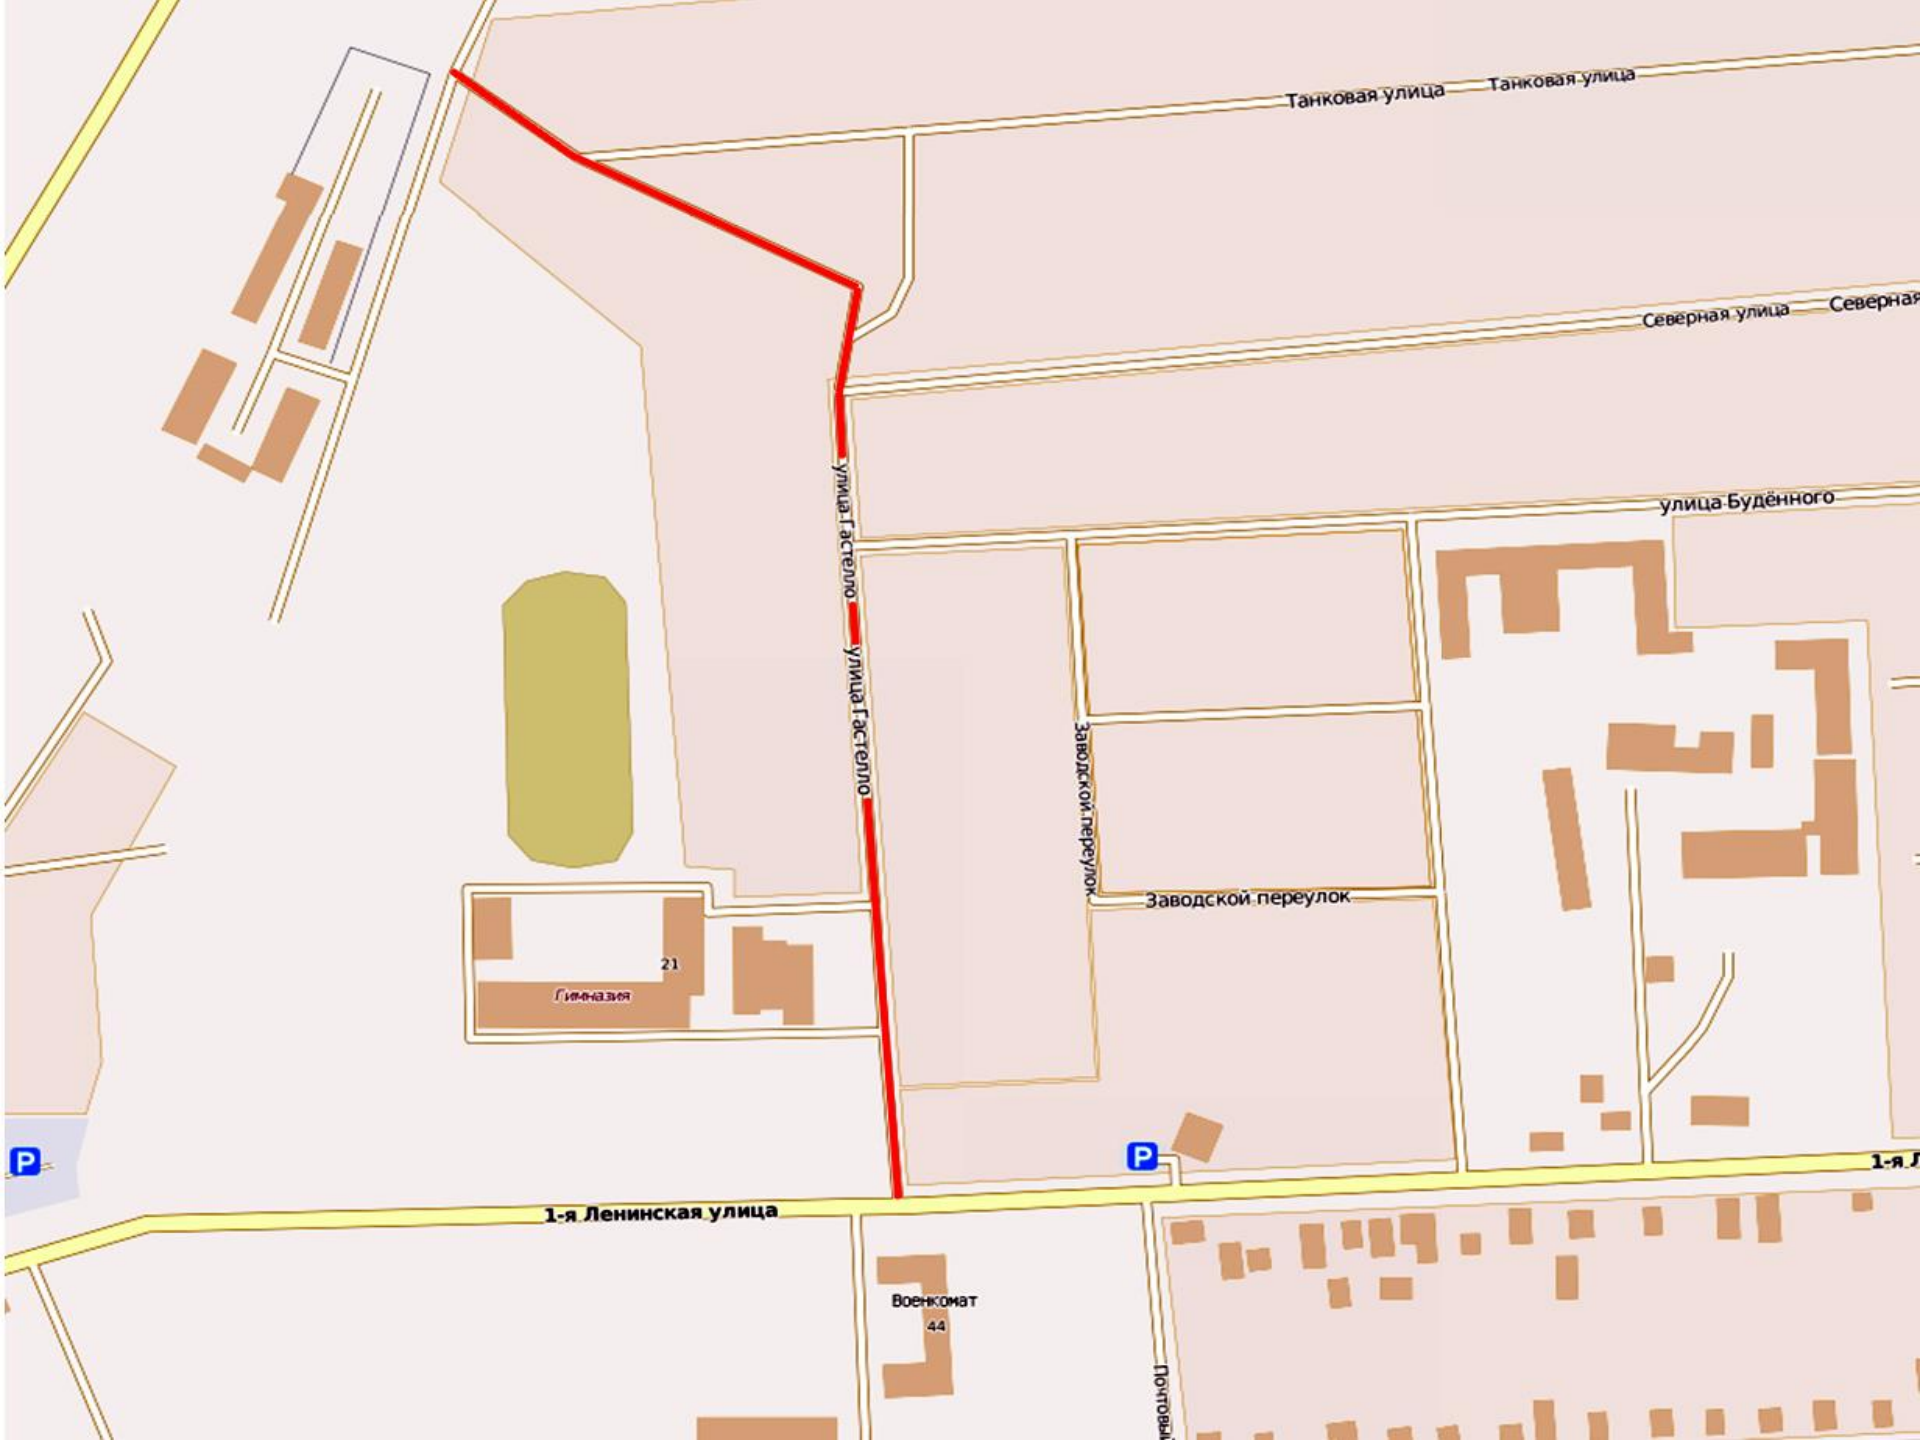 Танковая улица
Танковая улица
Северная улица
Северная
улица Будённого
улица Гастелло
улица Гастелло
Заводской переулок
Заводской переулок
21
Гимназия
P
P
1-я Ленинская улица
1-я Л
Военкомат
44
Почтовый